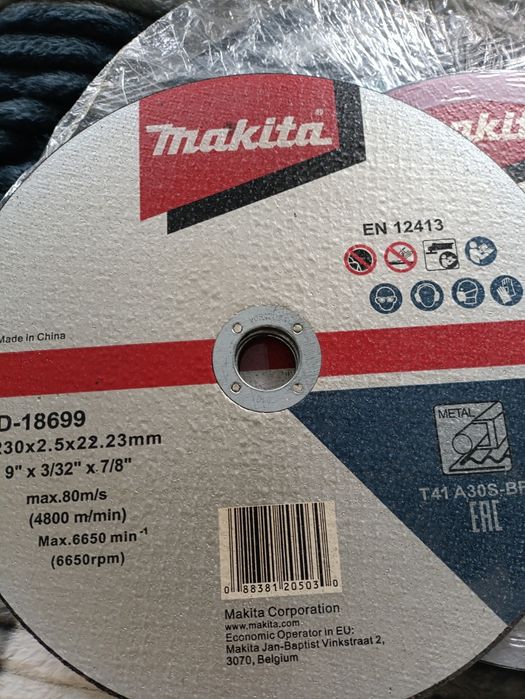 makita®
makita
EN 12413
Made in China
D-18699
230x2.5x22.23mm
9" x 3/32" x 7/8"
max.80m/s
(4800 m/min)
Max.6650 min⁻¹
(6650rpm)
METAL
T41 A30S-BF
EAC
0 88381 20503 0
Makita Corporation
www.makita.com
Economic Operator in EU:
Makita Jan-Baptist Vinkstraat 2,
3070, Belgium